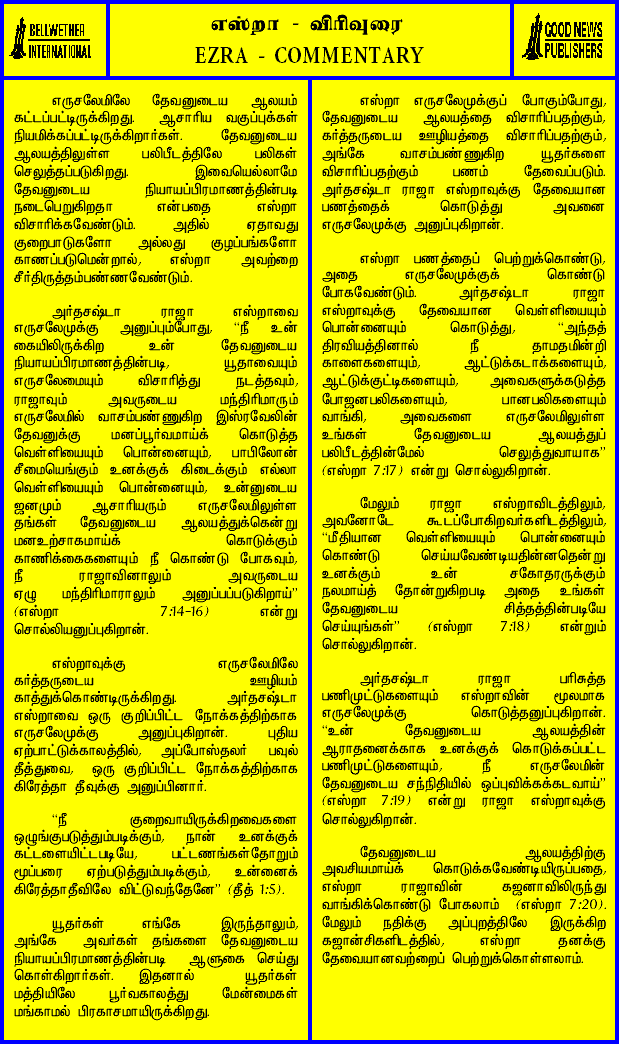 BELLWETHER
INTERNATIONAL
எஸ்றா - விரிவுரை
EZRA - COMMENTARY
GOOD NEWS
PUBLISHERS
எருசலேமிலே தேவனுடைய ஆலயம்
கட்டப்பட்டிருக்கிறது. ஆசாரிய வகுப்புக்கள்
நியமிக்கப்பட்டிருக்கிறார்கள். தேவனுடைய
ஆலயத்திலுள்ள பலிபீடத்திலே பலிகள்
செலுத்தப்படுகிறது. இவையெல்லாமே
தேவனுடைய நியாயப்பிரமாணத்தின்படி
நடைபெறுகிறதா என்பதை எஸ்றா
விசாரிக்கவேண்டும். அதில் ஏதாவது
குறைபாடுகளோ அல்லது குழப்பங்களோ
காணப்படுமென்றால், எஸ்றா அவற்றை
சீர்திருத்தம்பண்ணவேண்டும்.
அர்தசஷ்டா ராஜா எஸ்றாவை
எருசலேமுக்கு அனுப்பும்போது, “நீ உன்
கையிலிருக்கிற உன் தேவனுடைய
நியாயப்பிரமாணத்தின்படி, யூதாவையும்
எருசலேமையும் விசாரித்து நடத்தவும்,
ராஜாவும் அவருடைய மந்திரிமாரும்
எருசலேமில் வாசம்பண்ணுகிற இஸ்ரவேலின்
தேவனுக்கு மனப்பூர்வமாய்க் கொடுத்த
வெள்ளியையும் பொன்னையும், பாபிலோன்
சீமையெங்கும் உனக்குக் கிடைக்கும் எல்லா
வெள்ளியையும் பொன்னையும், உன்னுடைய
ஜனமும் ஆசாரியரும் எருசலேமிலுள்ள
தங்கள் தேவனுடைய ஆலயத்துக்கென்று
மனஉற்சாகமாய்க் கொடுக்கும்
காணிக்கைகளையும் நீ கொண்டு போகவும்,
நீ ராஜாவினாலும் அவருடைய
ஏழு மந்திரிமாராலும் அனுப்பப்படுகிறாய்”
(எஸ்றா 7:14-16) என்று
சொல்லியனுப்புகிறான்.
எஸ்றாவுக்கு எருசலேமிலே
கர்த்தருடைய ஊழியம்
காத்துக்கொண்டிருக்கிறது. அர்தசஷ்டா
எஸ்றாவை ஒரு குறிப்பிட்ட நோக்கத்திற்காக
எருசலேமுக்கு அனுப்புகிறான். புதிய
ஏற்பாட்டுக்காலத்தில், அப்போஸ்தலர் பவுல்
தீத்துவை, ஒரு குறிப்பிட்ட நோக்கத்திற்காக
கிரேத்தா தீவுக்கு அனுப்பினார்.
“நீ குறைவாயிருக்கிறவைகளை
ஒழுங்குபடுத்தும்படிக்கும், நான் உனக்குக்
கட்டளையிட்டபடியே, பட்டணங்கள்தோறும்
மூப்பரை ஏற்படுத்தும்படிக்கும், உன்னைக்
கிரேத்தாதீவிலே விட்டுவந்தேனே” (தீத் 1:5).
யூதர்கள் எங்கே இருந்தாலும்,
அங்கே அவர்கள் தங்களை தேவனுடைய
நியாயப்பிரமாணத்தின்படி ஆளுகை செய்து
கொள்கிறார்கள். இதனால் யூதர்கள்
மத்தியிலே பூர்வகாலத்து மேன்மைகள்
மங்காமல் பிரகாசமாயிருக்கிறது.
எஸ்றா எருசலேமுக்குப் போகும்போது,
தேவனுடைய ஆலயத்தை விசாரிப்பதற்கும்,
கர்த்தருடைய ஊழியத்தை விசாரிப்பதற்கும்,
அங்கே வாசம்பண்ணுகிற யூதர்களை
விசாரிப்பதற்கும் பணம் தேவைப்படும்.
அர்தசஷ்டா ராஜா எஸ்றாவுக்கு தேவையான
பணத்தைக் கொடுத்து அவனை
எருசலேமுக்கு அனுப்புகிறான்.
எஸ்றா பணத்தைப் பெற்றுக்கொண்டு,
அதை எருசலேமுக்குக் கொண்டு
போகவேண்டும். அர்தசஷ்டா ராஜா
எஸ்றாவுக்கு தேவையான வெள்ளியையும்
பொன்னையும் கொடுத்து, “அந்தத்
திரவியத்தினால் நீ தாமதமின்றி
காளைகளையும், ஆட்டுக்கடாக்களையும்,
ஆட்டுக்குட்டிகளையும், அவைகளுக்கடுத்த
போஜனபலிகளையும், பானபலிகளையும்
வாங்கி, அவைகளை எருசலேமிலுள்ள
உங்கள் தேவனுடைய ஆலயத்துப்
பலிபீடத்தின்மேல் செலுத்துவாயாக”
(எஸ்றா 7:17) என்று சொல்லுகிறான்.
மேலும் ராஜா எஸ்றாவிடத்திலும்,
அவனோடே கூடப்போகிறவர்களிடத்திலும்,
“மீதியான வெள்ளியையும் பொன்னையும்
கொண்டு செய்யவேண்டியதின்னதென்று
உனக்கும் உன் சகோதரருக்கும்
நலமாய்த் தோன்றுகிறபடி அதை உங்கள்
தேவனுடைய சித்தத்தின்படியே
செய்யுங்கள்” (எஸ்றா 7:18) என்றும்
சொல்லுகிறான்.
அர்தசஷ்டா ராஜா பரிசுத்த
பணிமுட்டுகளையும் எஸ்றாவின் மூலமாக
எருசலேமுக்கு கொடுத்தனுப்புகிறான்.
“உன் தேவனுடைய ஆலயத்தின்
ஆராதனைக்காக உனக்குக் கொடுக்கப்பட்ட
பணிமுட்டுகளையும், நீ எருசலேமின்
தேவனுடைய சந்நிதியில் ஒப்புவிக்கக்கடவாய்”
(எஸ்றா 7:19) என்று ராஜா எஸ்றாவுக்கு
சொல்லுகிறான்.
தேவனுடைய ஆலயத்திற்கு
அவசியமாய்க் கொடுக்கவேண்டியிருப்பதை,
எஸ்றா ராஜாவின் கஜனாவிலிருந்து
வாங்கிக்கொண்டு போகலாம் (எஸ்றா 7:20).
மேலும் நதிக்கு அப்புறத்திலே இருக்கிற
கஜான்சிகளிடத்தில், எஸ்றா தனக்கு
தேவையானவற்றைப் பெற்றுக்கொள்ளலாம்.